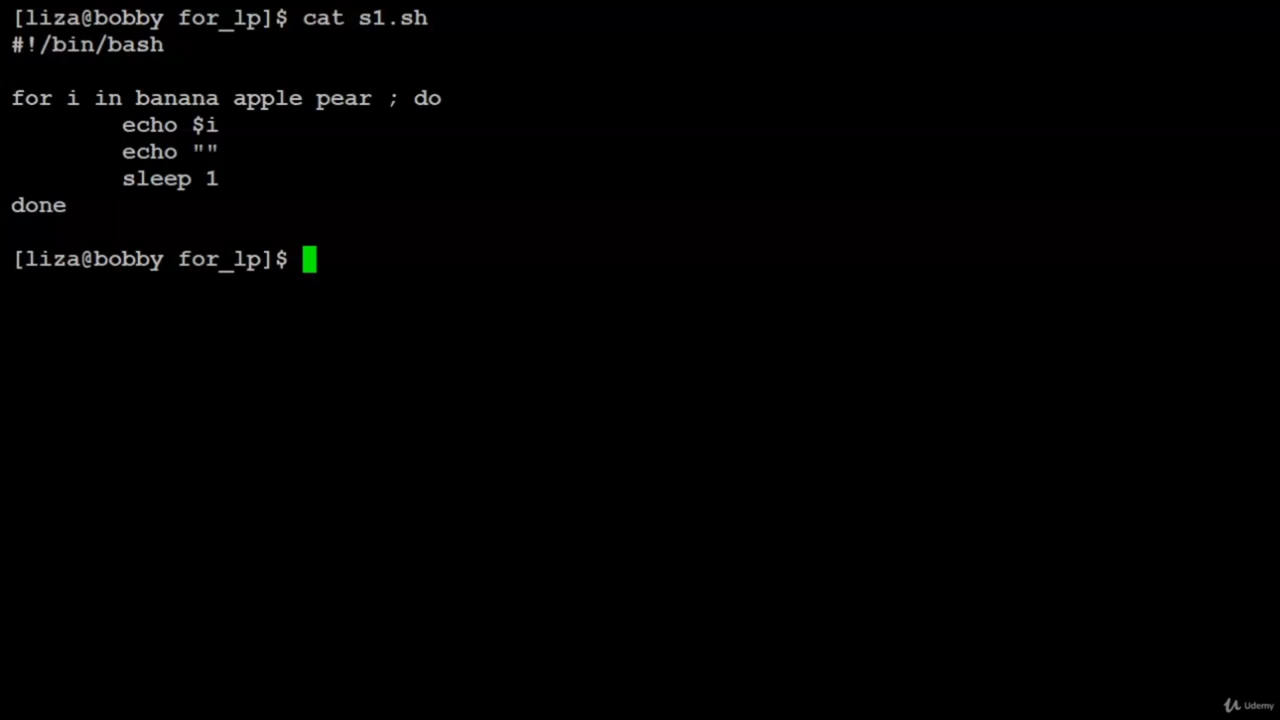 [liza@bobby for_lp]$ cat s1.sh
#!/bin/bash
for i in banana apple pear ; do
echo $i
echo ""
sleep 1
done
[liza@bobby for_lp]$
Udemy